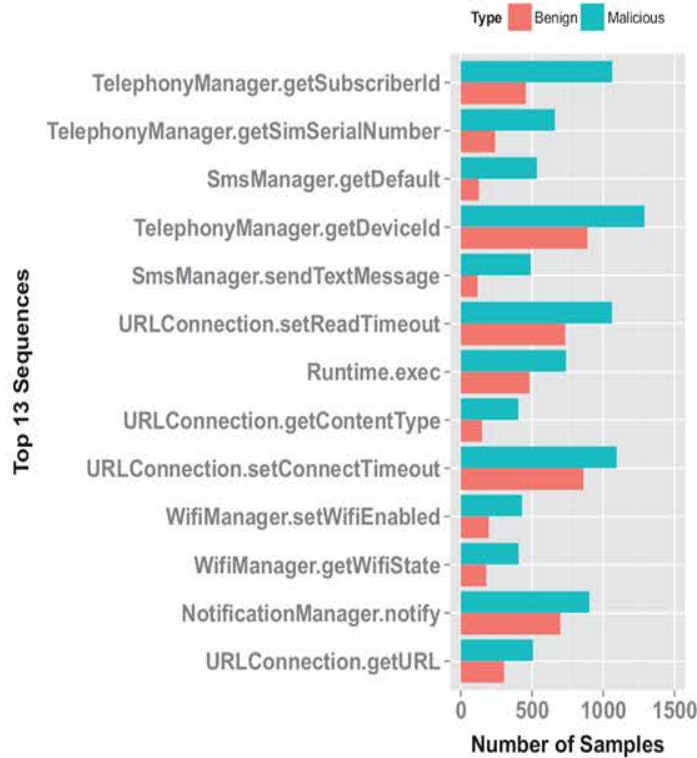 Type Benign Malicious
TelephonyManager.getSubscriberId
TelephonyManager.getSimSerialNumber
SmsManager.getDefault
TelephonyManager.getDeviceId
SmsManager.sendTextMessage
URLConnection.setReadTimeout
Runtime.exec
URLConnection.getContentType
URLConnection.setConnectTimeout
WifiManager.setWifiEnabled
WifiManager.getWifiState
NotificationManager.notify
URLConnection.getURL
Top 13 Sequences
0 500 1000 1500
Number of Samples